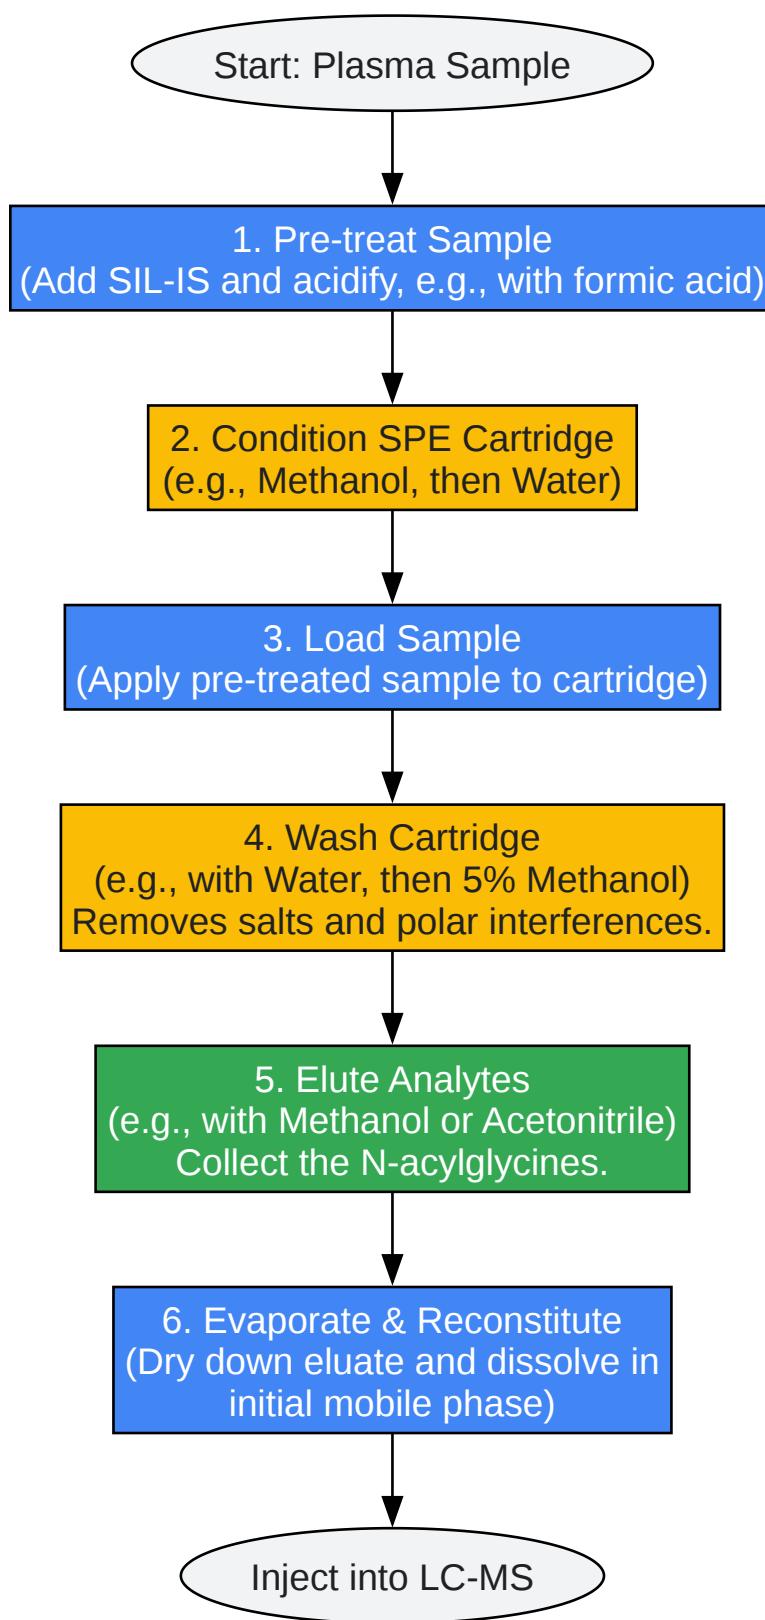 Start: Plasma Sample
1. Pre-treat Sample
(Add SIL-IS and acidify, e.g., with formic acid)
2. Condition SPE Cartridge
(e.g., Methanol, then Water)
3. Load Sample
(Apply pre-treated sample to cartridge)
4. Wash Cartridge
(e.g., with Water, then 5% Methanol)
Removes salts and polar interferences.
5. Elute Analytes
(e.g., with Methanol or Acetonitrile)
Collect the N-acylglycines.
6. Evaporate & Reconstitute
(Dry down eluate and dissolve in
initial mobile phase)
Inject into LC-MS